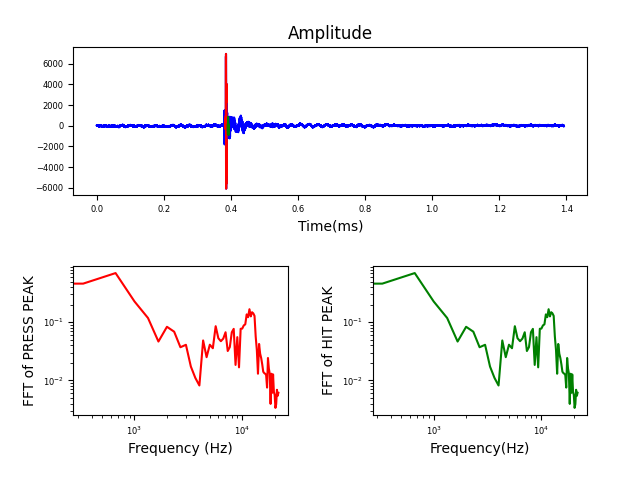 Amplitude
6000
4000
2000
0
−2000
−4000
−6000
0.0 0.2 0.4 0.6 0.8 1.0 1.2 1.4
Time(ms)
FFT of PRESS PEAK
10⁻¹
10⁻²
10³ 10⁴
Frequency (Hz)
FFT of HIT PEAK
10⁻¹
10⁻²
10³ 10⁴
Frequency(Hz)